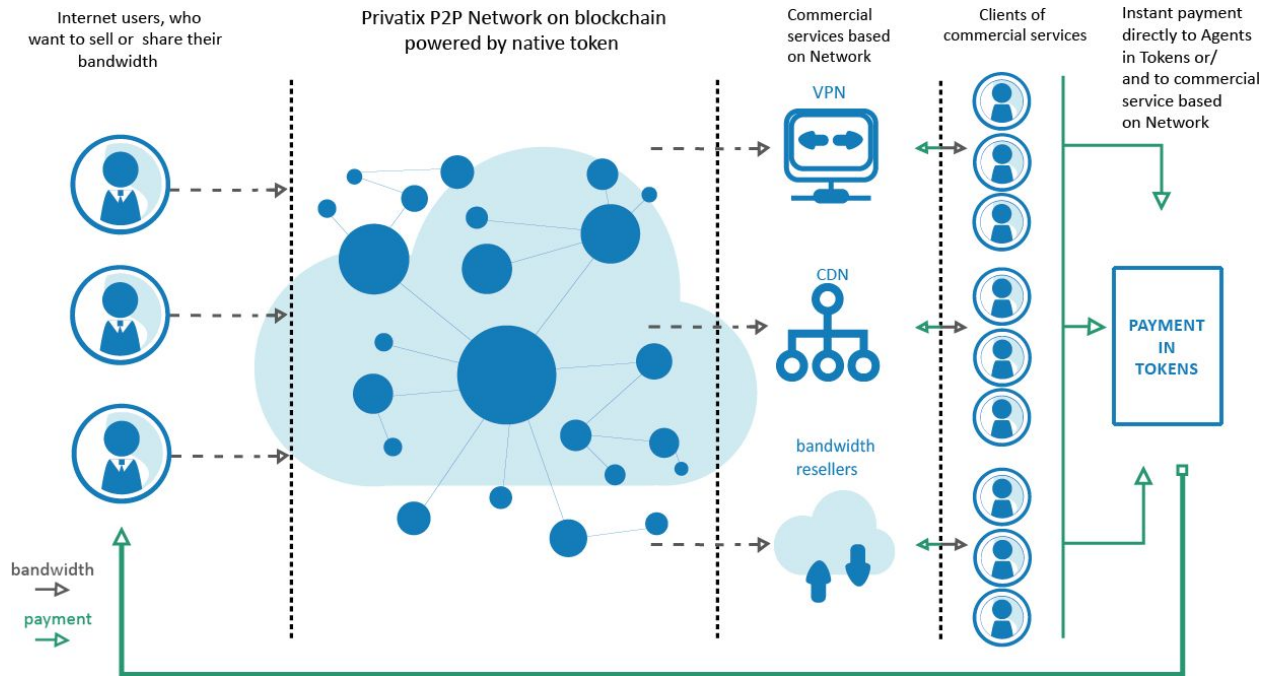 Internet users, who
want to sell or share their
bandwidth
Privatix P2P Network on blockchain
powered by native token
Commercial
services based
on Network
Clients of
commercial services
Instant payment
directly to Agents
in Tokens or/
and to commercial
service based
on Network
VPN
CDN
bandwidth
resellers
PAYMENT
IN
TOKENS
bandwidth
payment